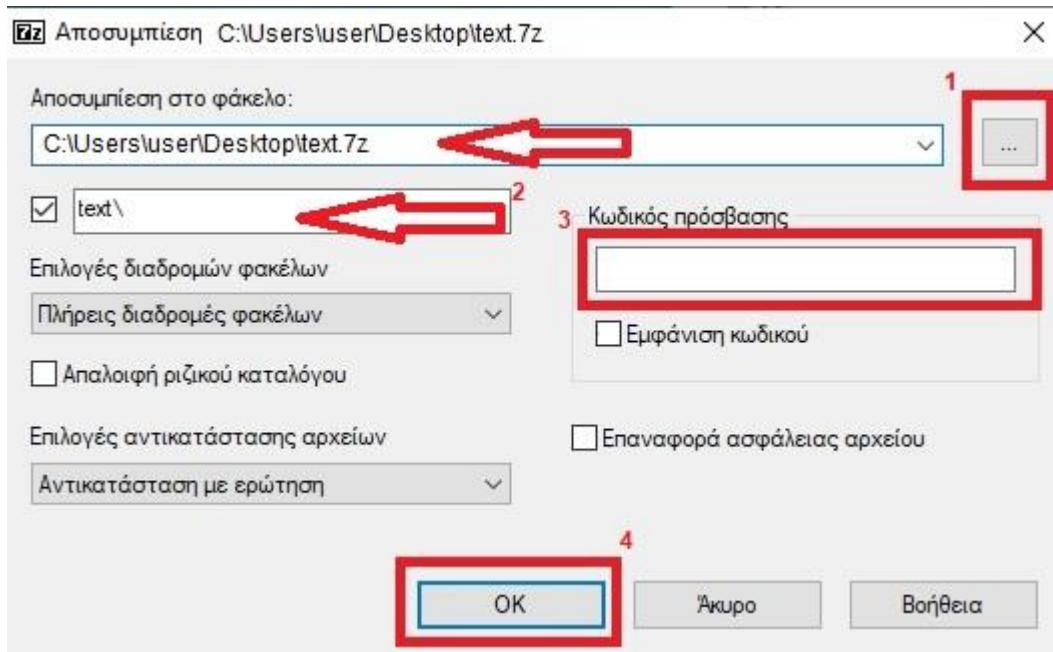 7z Αποσυμπίεση C:\Users\user\Desktop\text.7z
Αποσυμπίεση στο φάκελο:
1
C:\Users\user\Desktop\text.7z
...
text\
2
3
Κωδικός πρόσβασης
Επιλογές διαδρομών φακέλων
Πλήρεις διαδρομές φακέλων
Εμφάνιση κωδικού
Απαλοιφή ριζικού καταλόγου
Επιλογές αντικατάστασης αρχείων
Επαναφορά ασφάλειας αρχείου
Αντικατάσταση με ερώτηση
4
OK
Άκυρο
Βοήθεια